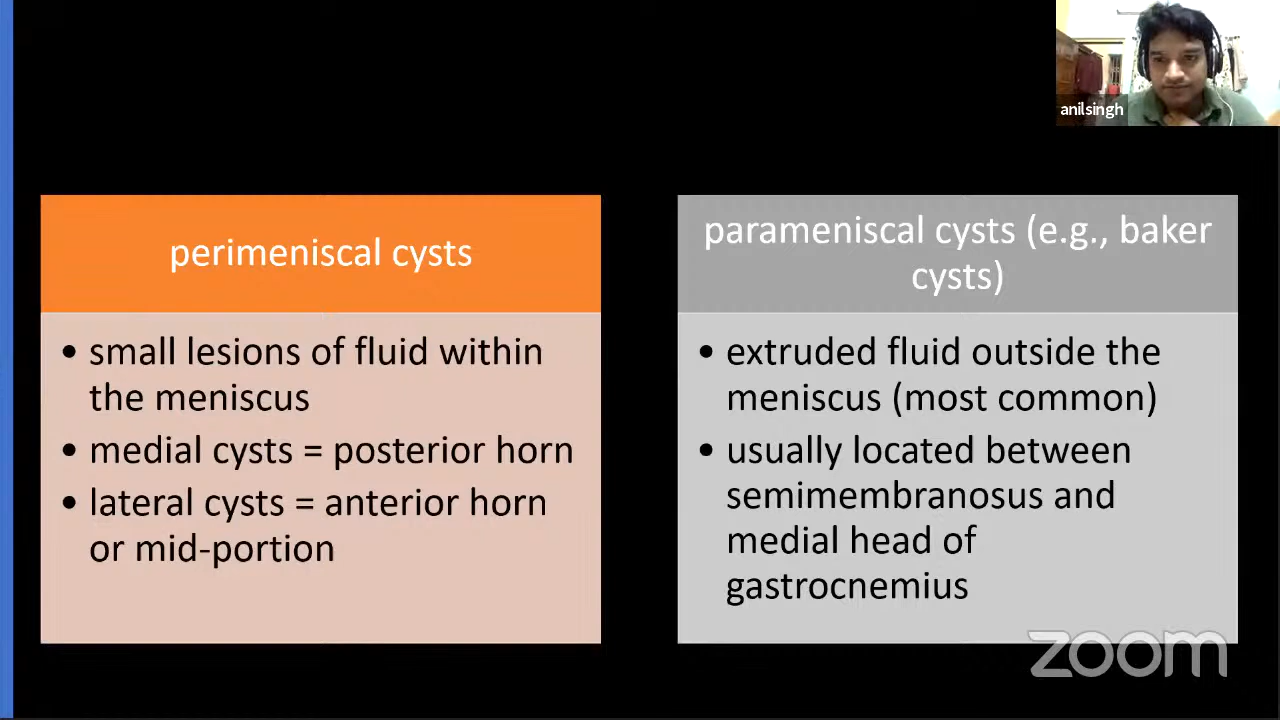 anilsingh
perimeniscal cysts
• small lesions of fluid within
the meniscus
• medial cysts = posterior horn
• lateral cysts = anterior horn
or mid-portion
parameniscal cysts (e.g., baker
cysts)
• extruded fluid outside the
meniscus (most common)
• usually located between
semimembranosus and
medial head of
gastrocnemius
zoom